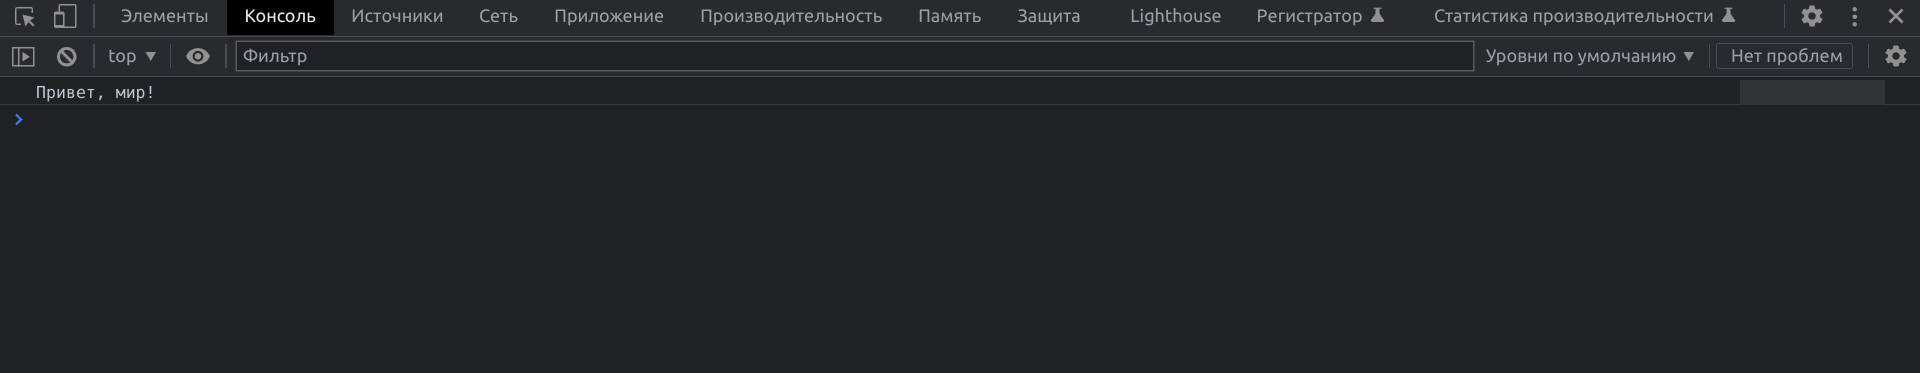 Элементы Консоль Источники Сеть Приложение Производительность Память Защита Lighthouse Регистратор Статистика производительности
top Фильтр Уровни по умолчанию Нет проблем
Привет, мир!